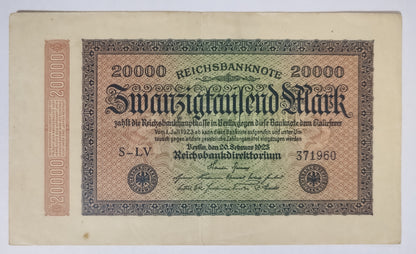 20000 REICHSBANKNOTE 20000
Zwanzigtausend Mark
zahlt die Reichsbankhauptkasse in Berlin gegen diese Banknote dem Einlieferer
Vom 1. Juli 1923 ab kann diese Banknote aufgerufen und unter Um-
tausch gegen andere gesetzliche Zahlungsmittel eingezogen werden
Berlin, den 20. Februar 1923
S-LV Reichsbankdirektorium 371960
20000
20000